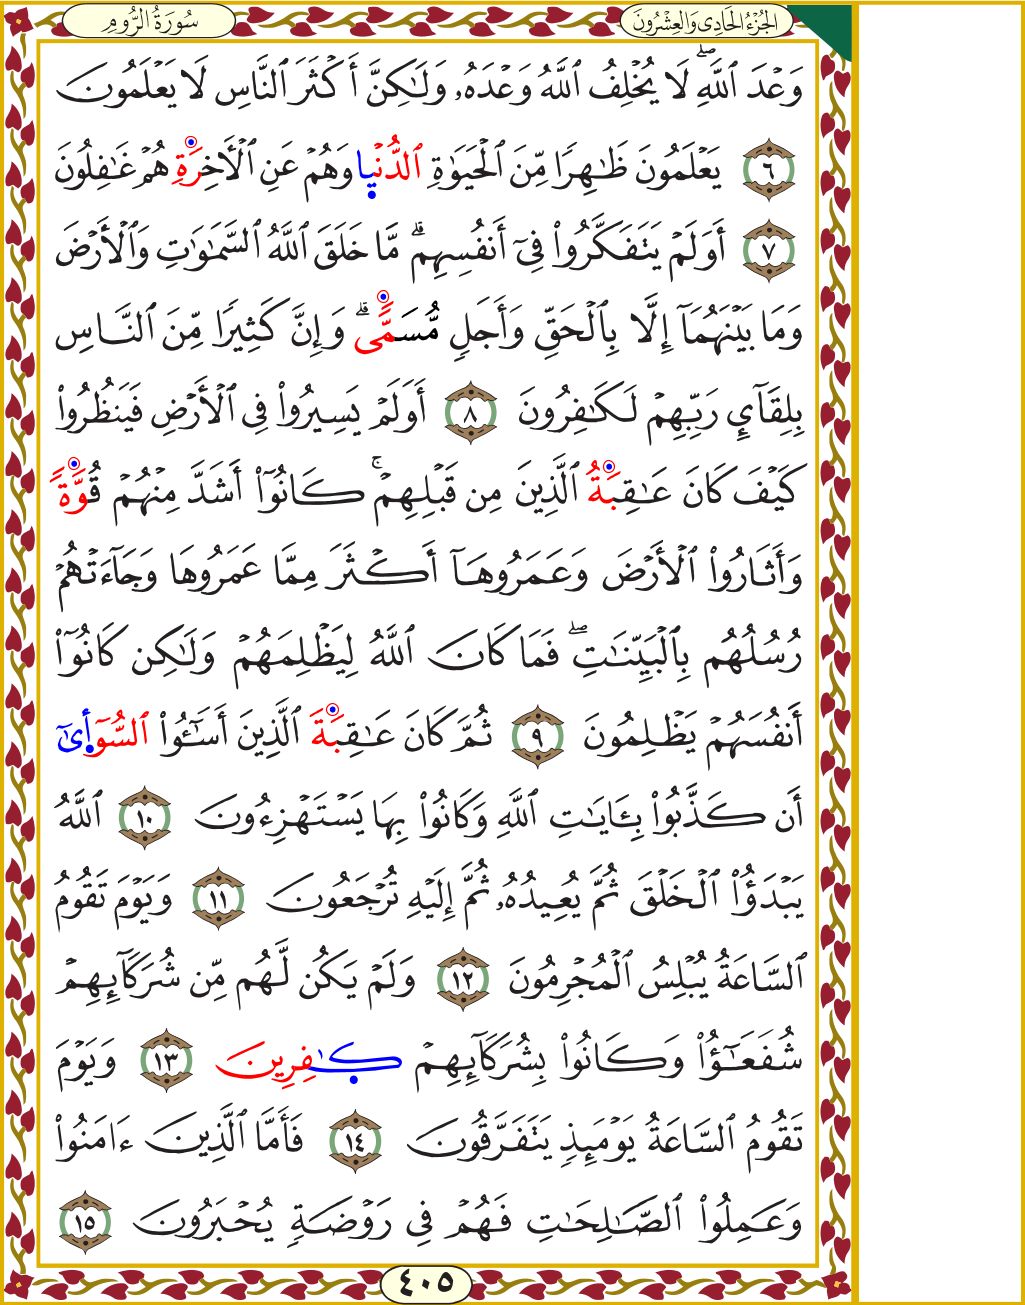 سُورَةُ الرُّومِ
الجُزْءُ الحَادِى وَالعِشْرُونَ
وَعْدَ ٱللَّهِۖ لَا يُخْلِفُ ٱللَّهُ وَعْدَهُۥ وَلَٰكِنَّ أَكْثَرَ ٱلنَّاسِ لَا يَعْلَمُونَ
٦ يَعْلَمُونَ ظَٰهِرًا مِّنَ ٱلْحَيَوٰةِ ٱلدُّنْيا وَهُمْ عَنِ ٱلْأَخِرَةِ هُمْ غَٰفِلُونَ
٧ أَوَلَمْ يَتَفَكَّرُوا۟ فِىٓ أَنفُسِهِمۗ مَّا خَلَقَ ٱللَّهُ ٱلسَّمَٰوَٰتِ وَٱلْأَرْضَ
وَمَا بَيْنَهُمَآ إِلَّا بِٱلْحَقِّ وَأَجَلٍ مُّسَمًّىۗ وَإِنَّ كَثِيرًا مِّنَ ٱلنَّاسِ
بِلِقَآئِ رَبِّهِمْ لَكَٰفِرُونَ ٨ أَوَلَمْ يَسِيرُوا۟ فِى ٱلْأَرْضِ فَيَنظُرُوا۟
كَيْفَ كَانَ عَٰقِبَةُ ٱلَّذِينَ مِن قَبْلِهِمْۚ كَانُوٓا۟ أَشَدَّ مِنْهُمْ قُوَّةً
وَأَثَارُوا۟ ٱلْأَرْضَ وَعَمَرُوهَآ أَكْثَرَ مِمَّا عَمَرُوهَا وَجَآءَتْهُمْ
رُسُلُهُم بِٱلْبَيِّنَٰتِۖ فَمَا كَانَ ٱللَّهُ لِيَظْلِمَهُمْ وَلَٰكِن كَانُوٓا۟
أَنفُسَهُمْ يَظْلِمُونَ ٩ ثُمَّ كَانَ عَٰقِبَةَ ٱلَّذِينَ أَسَٰٓـُٔوا۟ ٱلسُّوٓأَىٰٓ
أَن كَذَّبُوا۟ بِـَٔايَٰتِ ٱللَّهِ وَكَانُوا۟ بِهَا يَسْتَهْزِءُونَ ١٠ ٱللَّهُ
يَبْدَؤُا۟ ٱلْخَلْقَ ثُمَّ يُعِيدُهُۥ ثُمَّ إِلَيْهِ تُرْجَعُونَ ١١ وَيَوْمَ تَقُومُ
ٱلسَّاعَةُ يُبْلِسُ ٱلْمُجْرِمُونَ ١٢ وَلَمْ يَكُن لَّهُم مِّن شُرَكَآئِهِمْ
شُفَعَٰٓؤُا۟ وَكَانُوا۟ بِشُرَكَآئِهِمْ كَٰفِرِينَ ١٣ وَيَوْمَ
تَقُومُ ٱلسَّاعَةُ يَوْمَئِذٍ يَتَفَرَّقُونَ ١٤ فَأَمَّا ٱلَّذِينَ ءَامَنُوا۟
وَعَمِلُوا۟ ٱلصَّٰلِحَٰتِ فَهُمْ فِى رَوْضَةٍ يُحْبَرُونَ ١٥
٤٠٥